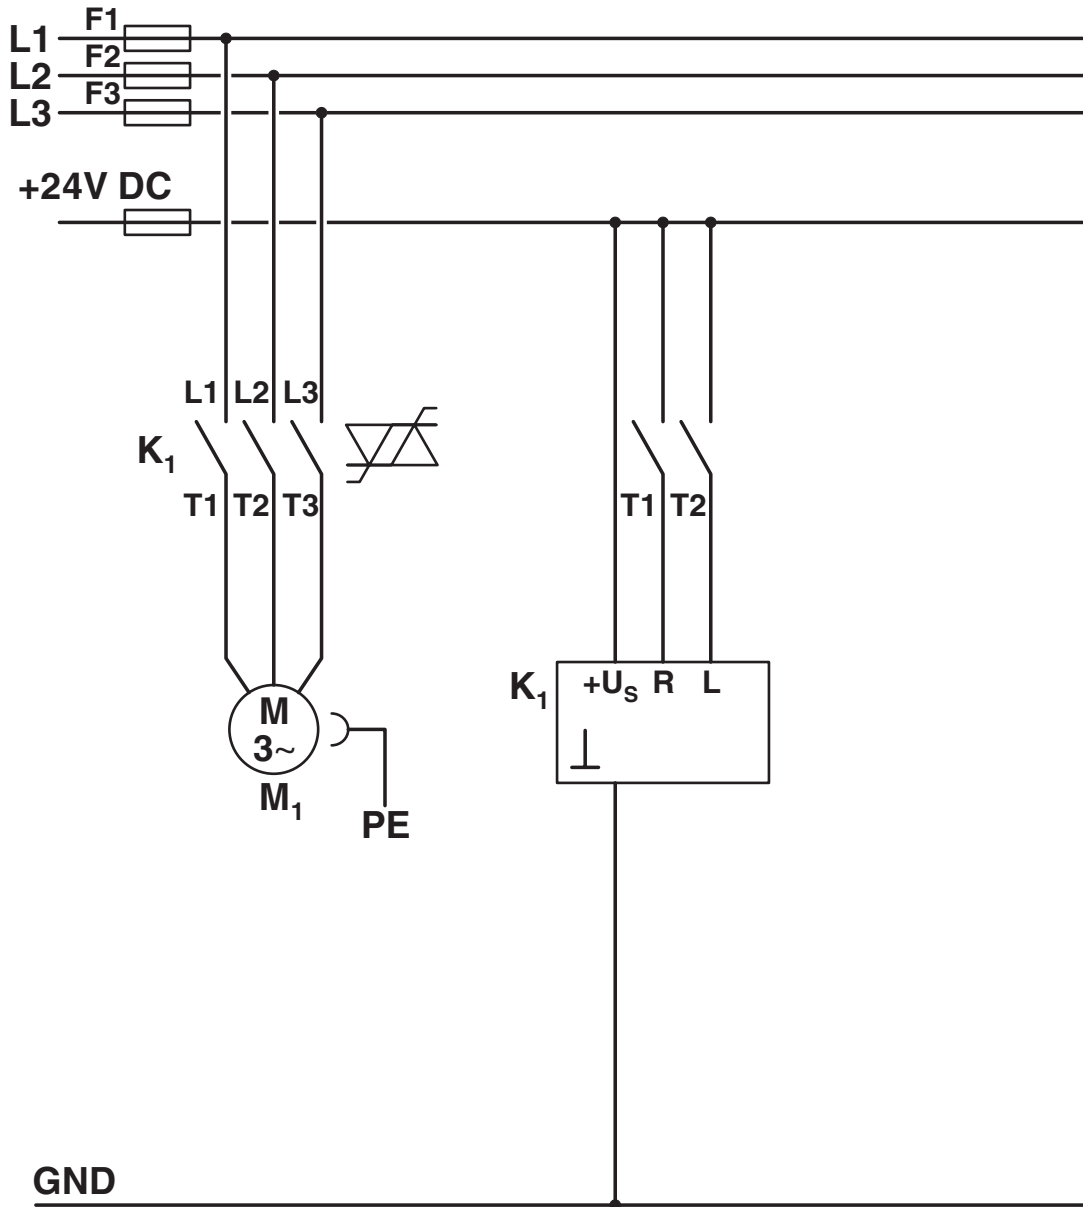 F1
L1
F2
L2
F3
L3
+24V DC
L1 L2 L3
K1
T1 T2 T3
T1 T2
K1 +US R L
M
3~
M1
PE
GND